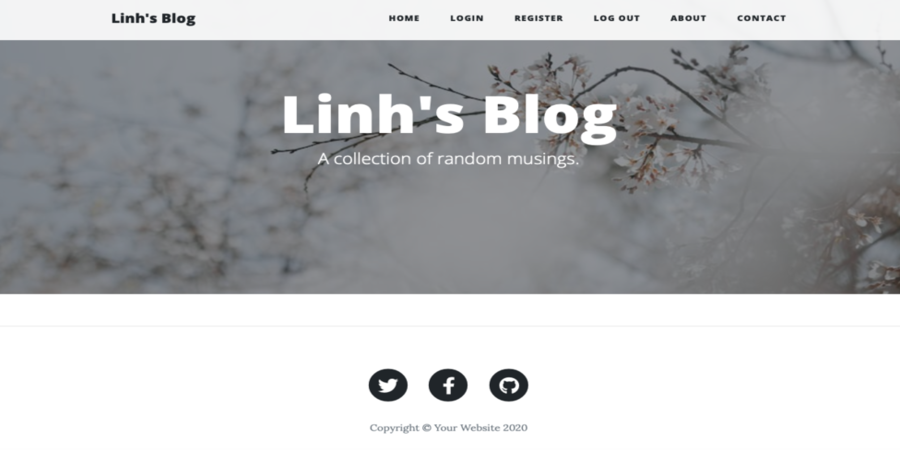 Linh's Blog HOME LOGIN REGISTER LOG OUT ABOUT CONTACT
Linh's Blog
A collection of random musings.
Copyright © Your Website 2020